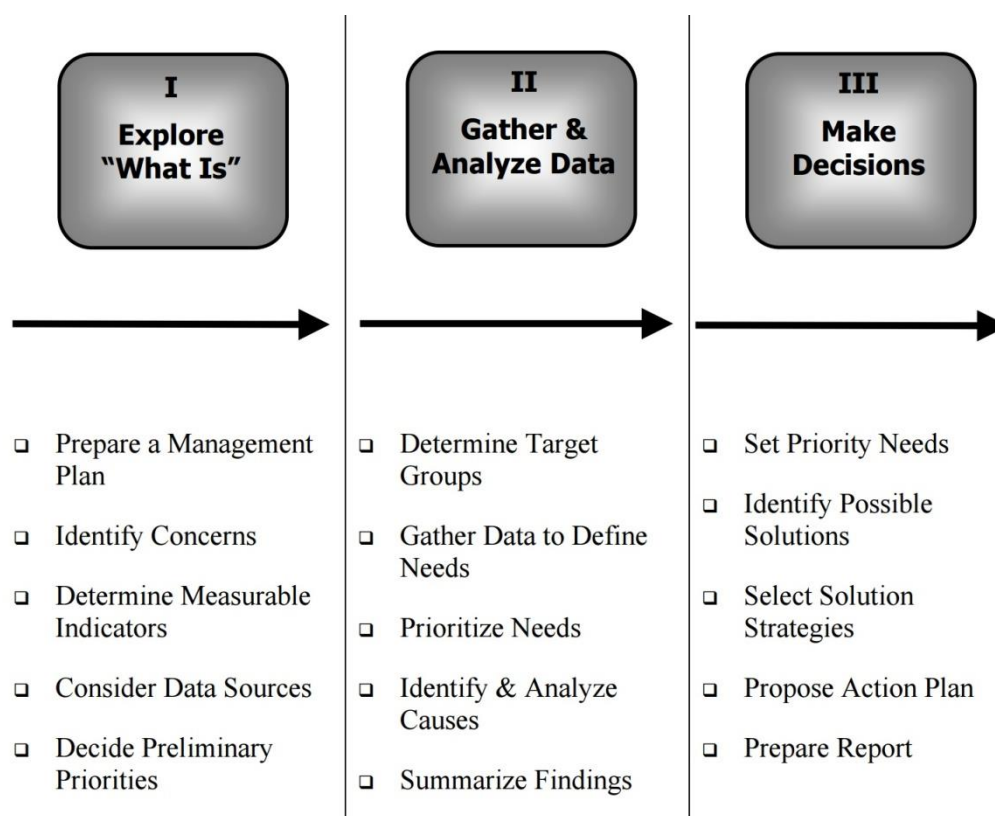 I
Explore
“What Is”
II
Gather &
Analyze Data
III
Make
Decisions
❑ Prepare a Management
Plan
❑ Identify Concerns
❑ Determine Measurable
Indicators
❑ Consider Data Sources
❑ Decide Preliminary
Priorities
❑ Determine Target
Groups
❑ Gather Data to Define
Needs
❑ Prioritize Needs
❑ Identify & Analyze
Causes
❑ Summarize Findings
❑ Set Priority Needs
❑ Identify Possible
Solutions
❑ Select Solution
Strategies
❑ Propose Action Plan
❑ Prepare Report